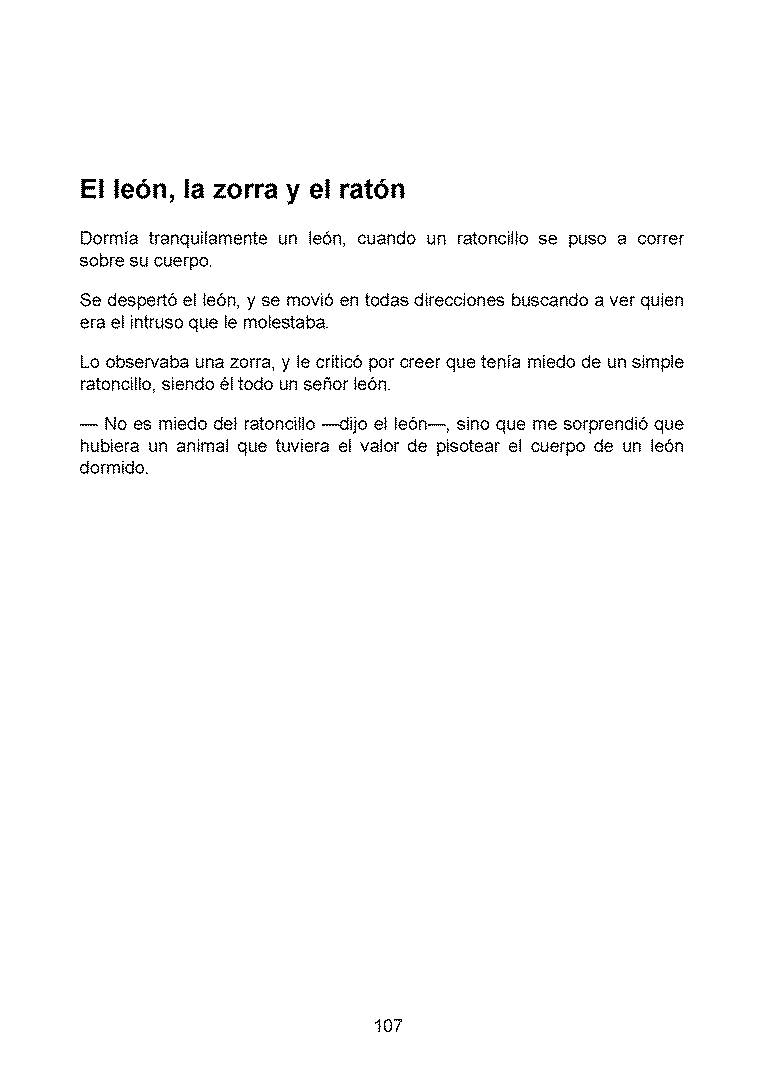 El león, la zorra y el ratón
Dormía tranquilamente un león, cuando un ratoncillo se puso a correr
sobre su cuerpo.
Se despertó el león, y se movió en todas direcciones buscando a ver quien
era el intruso que le molestaba.
Lo observaba una zorra, y le criticó por creer que tenía miedo de un simple
ratoncillo, siendo él todo un señor león.
— No es miedo del ratoncillo —dijo el león—, sino que me sorprendió que
hubiera un animal que tuviera el valor de pisotear el cuerpo de un león
dormido.
107